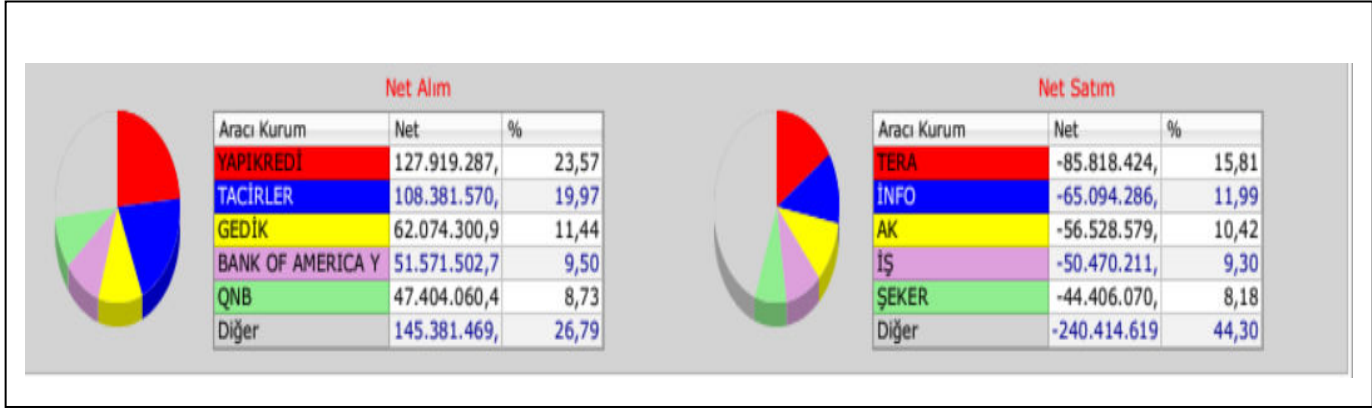 Net Alım
Aracı Kurum Net %
YAPIKREDİ 127.919.287, 23,57
TACİRLER 108.381.570, 19,97
GEDİK 62.074.300,9 11,44
BANK OF AMERICA Y 51.571.502,7 9,50
QNB 47.404.060,4 8,73
Diğer 145.381.469, 26,79
Net Satım
Aracı Kurum Net %
TERA -85.818.424, 15,81
İNFO -65.094.286, 11,99
AK -56.528.579, 10,42
İŞ -50.470.211, 9,30
ŞEKER -44.406.070, 8,18
Diğer -240.414.619 44,30